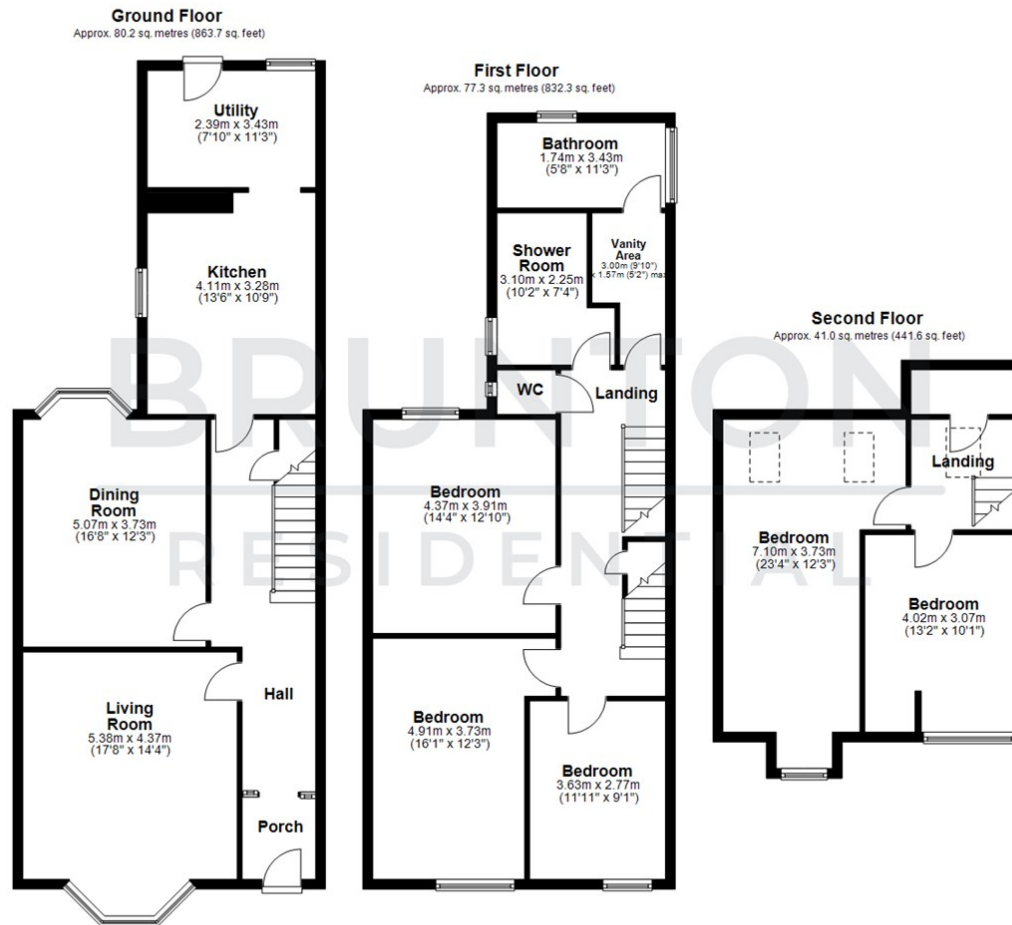 Ground Floor
Approx. 80.2 sq. metres (863.7 sq. feet)
Utility
2.39m x 3.43m
(7'10" x 11'3")
Kitchen
4.11m x 3.28m
(13'6" x 10'9")
Dining
Room
5.07m x 3.73m
(16'8" x 12'3")
Living
Room
5.38m x 4.37m
(17'8" x 14'4")
Hall
Porch
First Floor
Approx. 77.3 sq. metres (832.3 sq. feet)
Bathroom
1.74m x 3.43m
(5'8" x 11'3")
Shower
Room
3.10m x 2.25m
(10'2" x 7'4")
Vanity
Area
3.00m (9'10")
x 1.57m (5'2") max
WC
Landing
Bedroom
4.37m x 3.91m
(14'4" x 12'10")
Bedroom
4.91m x 3.73m
(16'1" x 12'3")
Bedroom
3.63m x 2.77m
(11'11" x 9'1")
Second Floor
Approx. 41.0 sq. metres (441.6 sq. feet)
Landing
Bedroom
7.10m x 3.73m
(23'4" x 12'3")
Bedroom
4.02m x 3.07m
(13'2" x 10'1")
BRUNTON
RESIDENTIAL